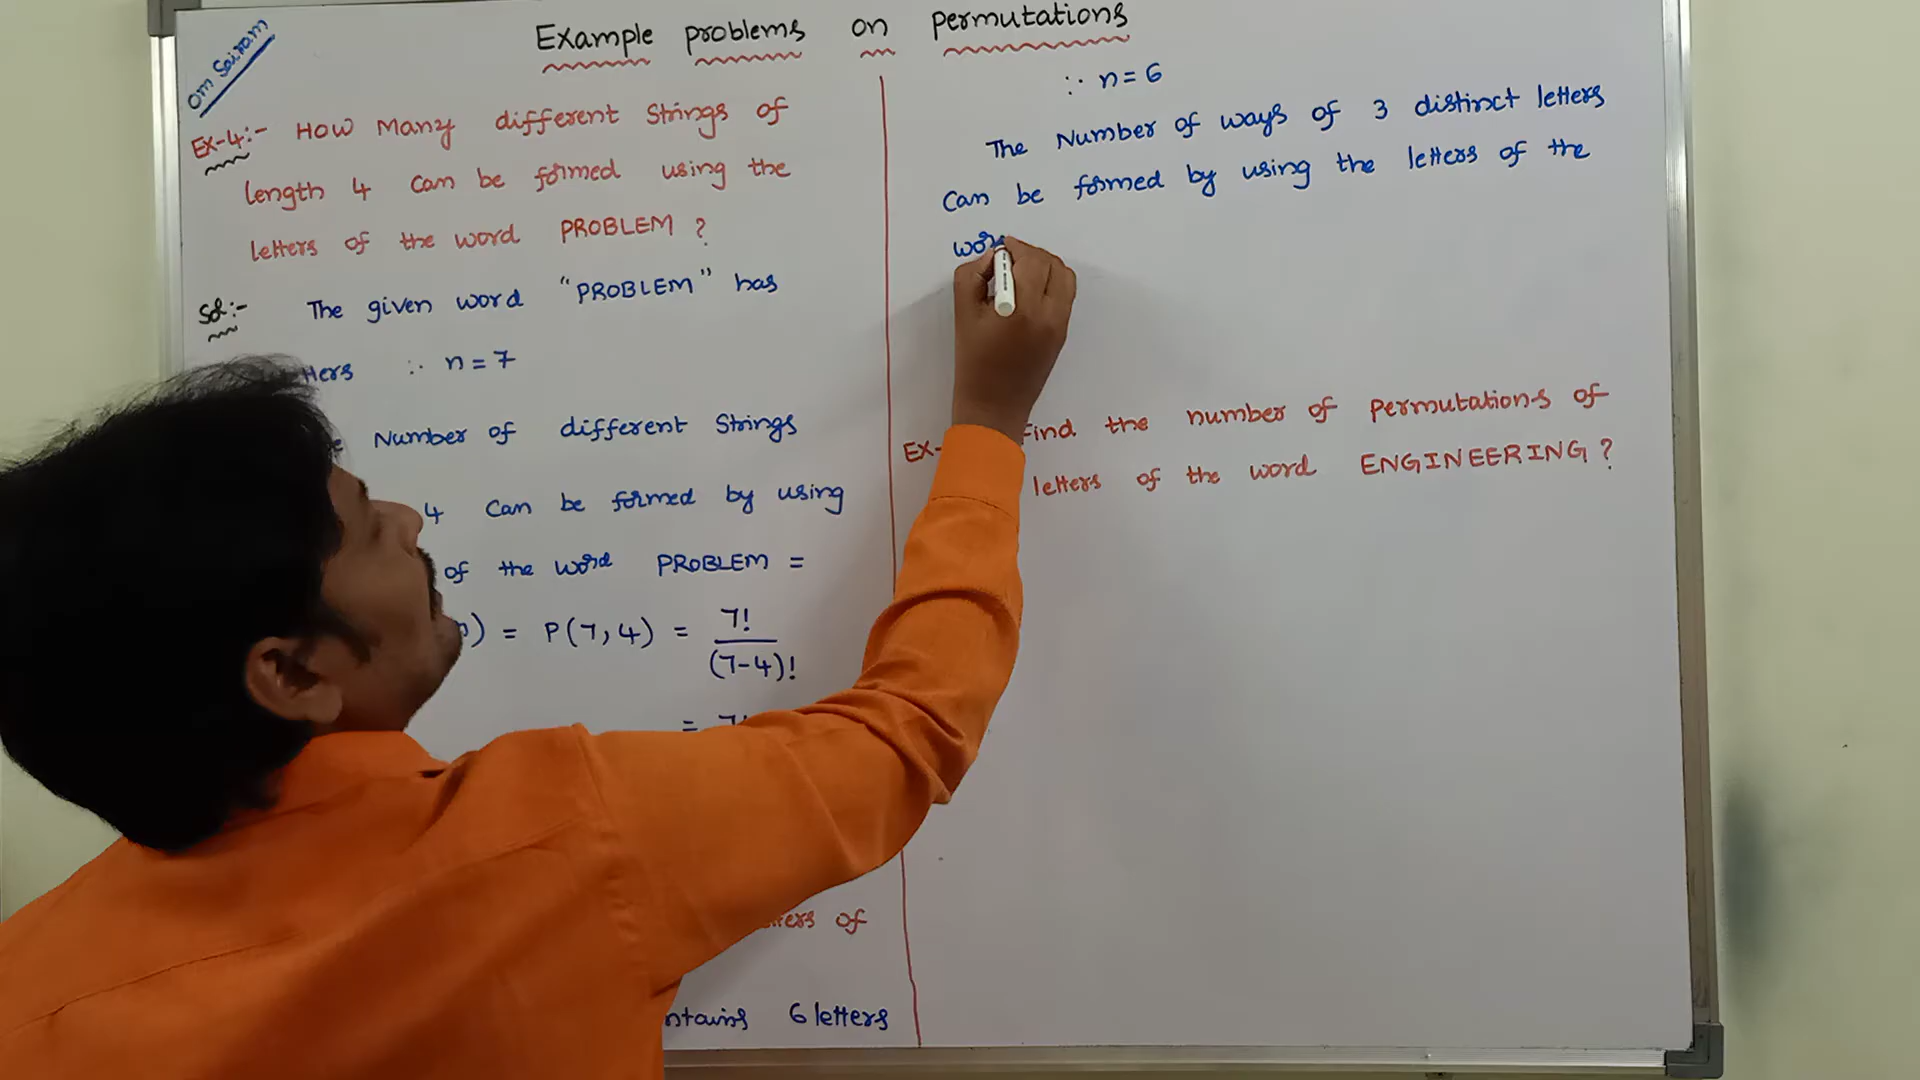 Om Sairam
Example problems on permutations
Ex-4:- How Many different Strings of
length 4 can be formed using the
letters of the word PROBLEM ?
Sol:- The given word "PROBLEM" has
∴ n = 7
Number of different Strings
4 Can be formed by using
of the word PROBLEM =
) = P(7,4) = 7!/(7-4)!
=
of
6 letters
∴ n = 6
The Number of ways of 3 distinct letters
Can be formed by using the letters of the
Ex- Find the number of permutations of
letters of the word ENGINEERING ?